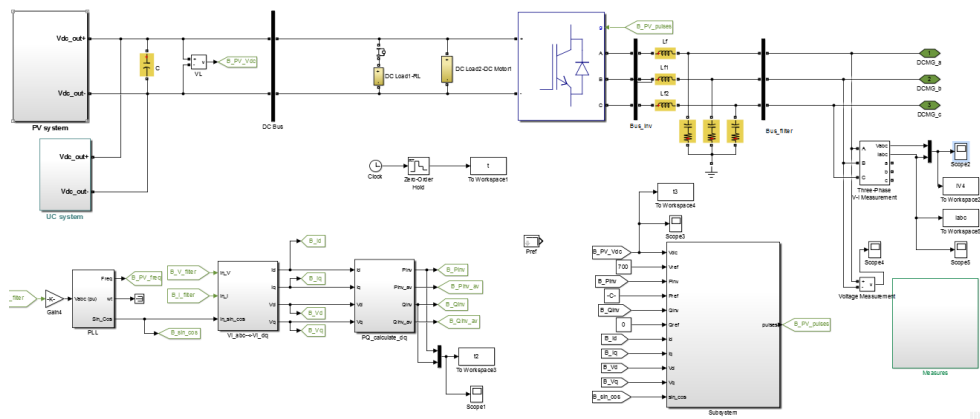 Vdc_out+
Vdc_out-
PV system
Vdc_out+
Vdc_out-
UC system
C
VL
B_PV_Vdc
DC Bus
DC Load1-RL
DC Load2-DC Motor1
g
A
B
C
B_PV_pulses
Bus_inv
Lf
Lf1
Lf2
Bus_filter
1
DCMG_a
2
DCMG_b
3
DCMG_c
A
B
C
Vabc
Iabc
a
b
c
Three-Phase
V-I Measurement
Scope2
IV4
To Workspace2
Iabc
To Workspace5
Scope5
Scope4
Voltage Measurement
Measures
Clock
Zero-Order
Hold
t
To Workspace1
t3
To Workspace4
Scope3
Pref
_filter
-K-
Gain4
Vabc (pu)
Freq
wt
Sin_Cos
PLL
B_PV_freq
B_sin_cos
B_V_filter
B_I_filter
In_V
In_I
in_sin_cos
Id
Iq
Vd
Vq
VI_abc-->VI_dq
B_Id
B_Iq
B_Vd
B_Vq
Id
Iq
Vd
Vq
Pinv
Pinv_av
Qinv
Qinv_av
PQ_calculate_dq
B_Pinv
B_Pinv_av
B_Qinv
B_Qinv_av
t2
To Workspace3
Scope1
B_PV_Vdc
700
B_Pinv
-C-
B_Qinv
0
B_Id
B_Iq
B_Vd
B_Vq
B_sin_cos
Vdc
Vref
Pinv
Pref
Qinv
Qref
Id
Iq
Vd
Vq
sin_cos
pulses
Subsystem
B_PV_pulses